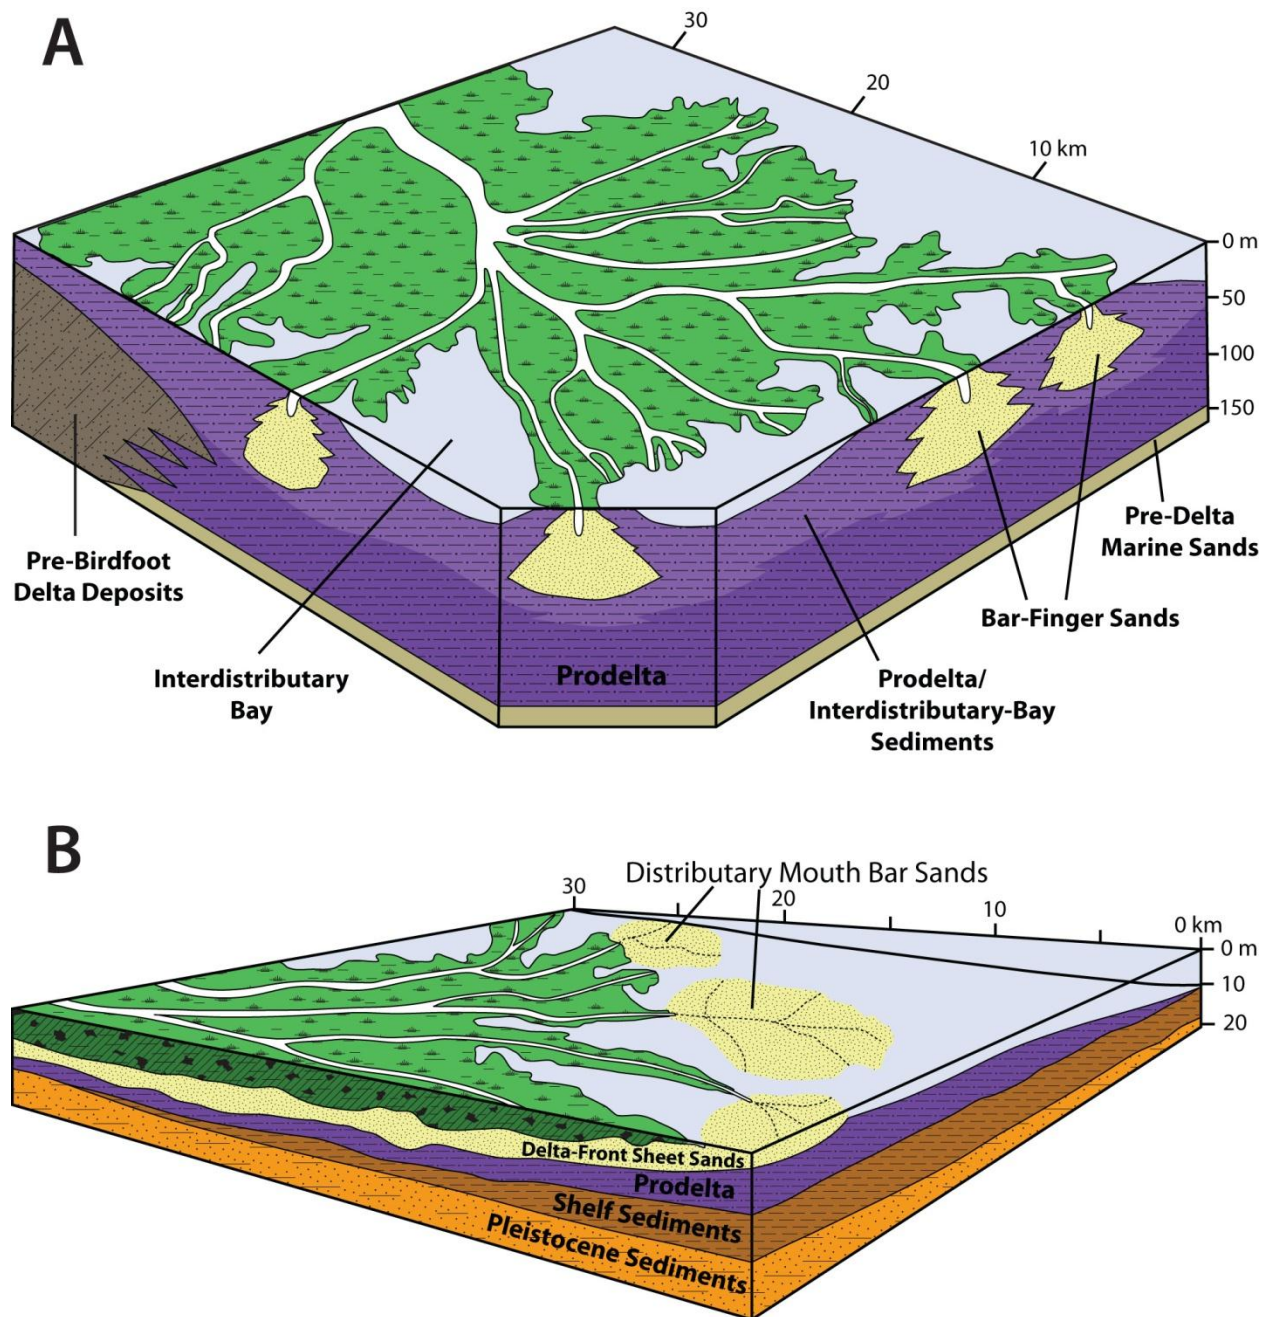 A
30
20
10 km
0 m
50
100
150
Pre-Delta
Marine Sands
Pre-Birdfoot
Delta Deposits
Bar-Finger Sands
Interdistributary
Bay
Prodelta
Prodelta/
Interdistributary-Bay
Sediments
B
Distributary Mouth Bar Sands
30
20
10
0 km
0 m
10
20
Delta-Front Sheet Sands
Prodelta
Shelf Sediments
Pleistocene Sediments